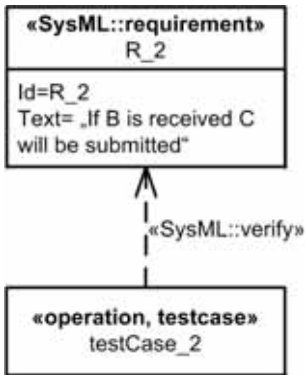 «SysML::requirement»
R_2
Id=R_2
Text= „If B is received C
will be submitted“
«SysML::verify»
«operation, testcase»
testCase_2